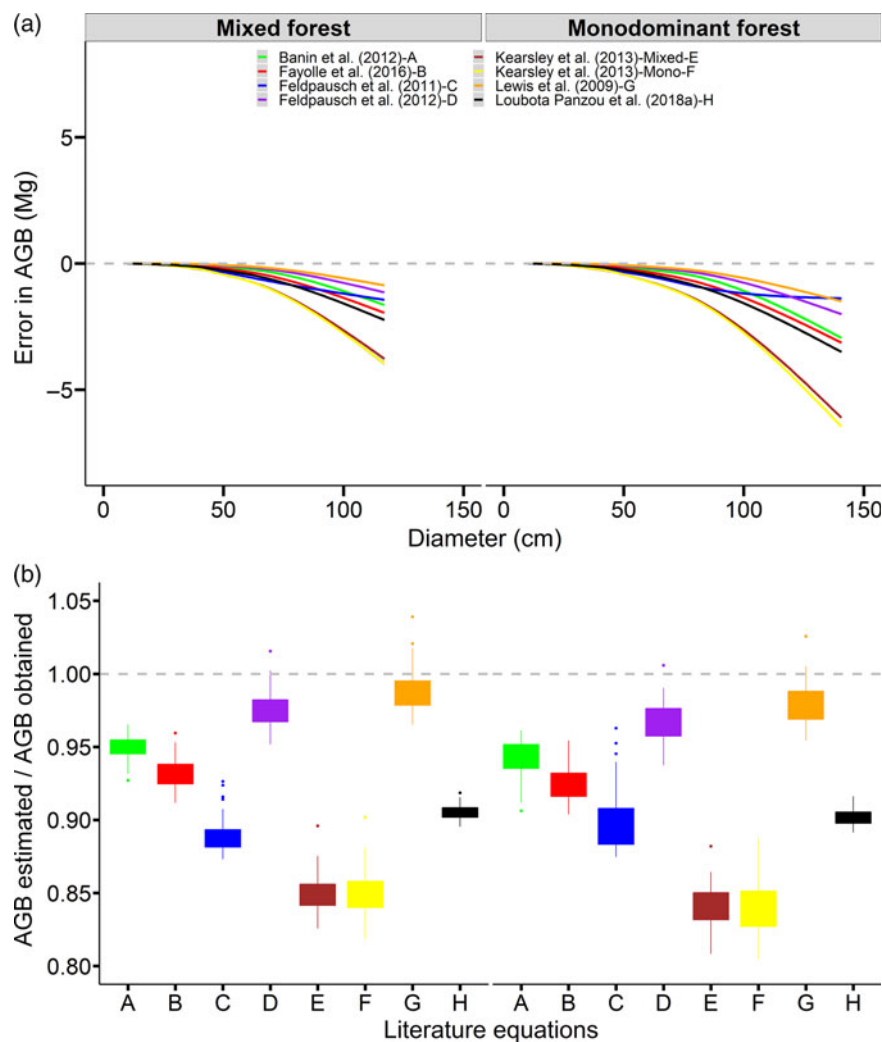 (a)
Mixed forest
Monodominant forest
Banin et al. (2012)-A
Fayolle et al. (2016)-B
Feldpausch et al. (2011)-C
Feldpausch et al. (2012)-D
Kearsley et al. (2013)-Mixed-E
Kearsley et al. (2013)-Mono-F
Lewis et al. (2009)-G
Loubota Panzou et al. (2018a)-H
Error in AGB (Mg)
5
0
−5
0 50 100 150 0 50 100 150
Diameter (cm)
(b)
AGB estimated / AGB obtained
1.05
1.00
0.95
0.90
0.85
0.80
A B C D E F G H A B C D E F G H
Literature equations